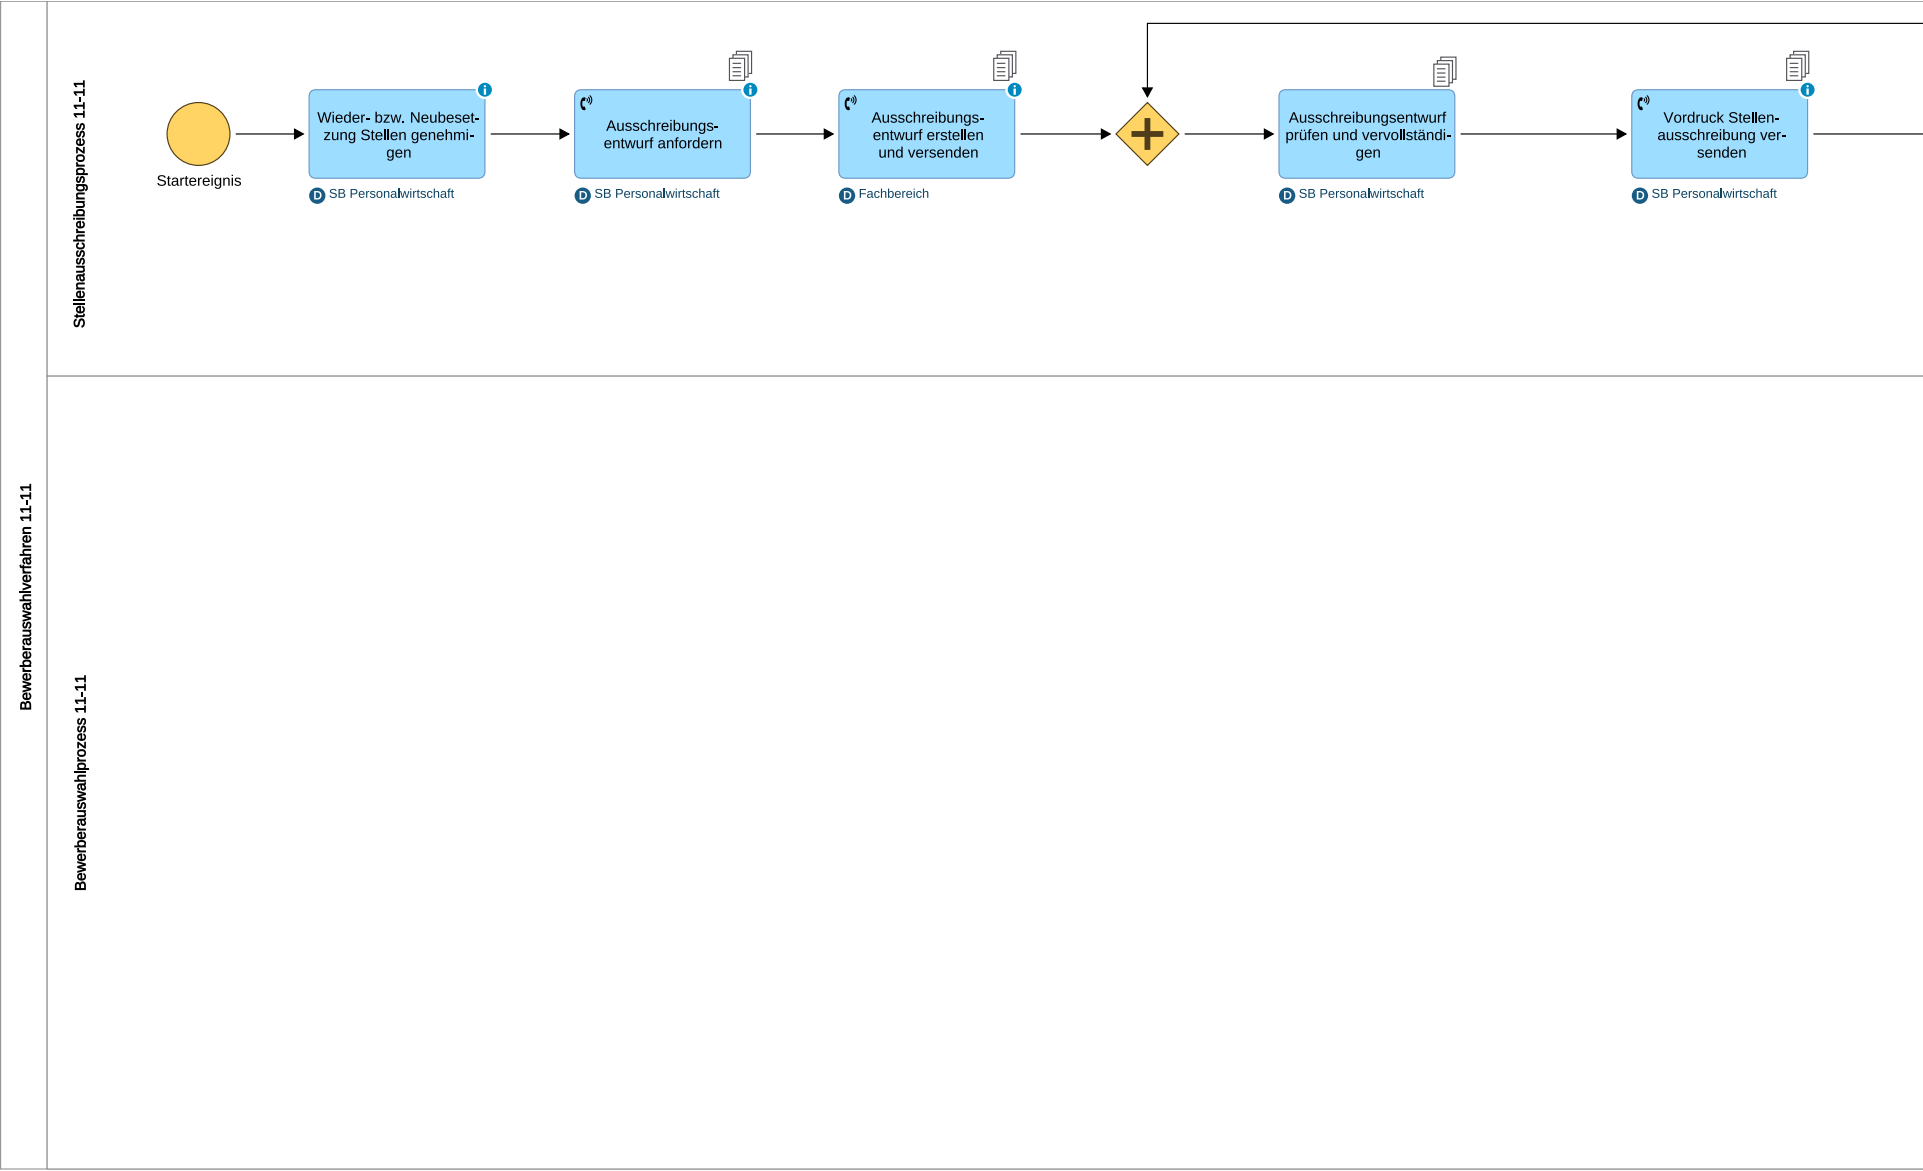 Bewerberauswahlverfahren 11-11
Stellenausschreibungsprozess 11-11
Startereignis
Wieder- bzw. Neubeset-
zung Stellen genehmi-
gen
D SB Personalwirtschaft
Ausschreibungs-
entwurf anfordern
D SB Personalwirtschaft
Ausschreibungs-
entwurf erstellen
und versenden
D Fachbereich
Ausschreibungsentwurf
prüfen und vervollständi-
gen
D SB Personalwirtschaft
Vordruck Stellen-
ausschreibung ver-
senden
D SB Personalwirtschaft
Bewerberauswahlprozess 11-11